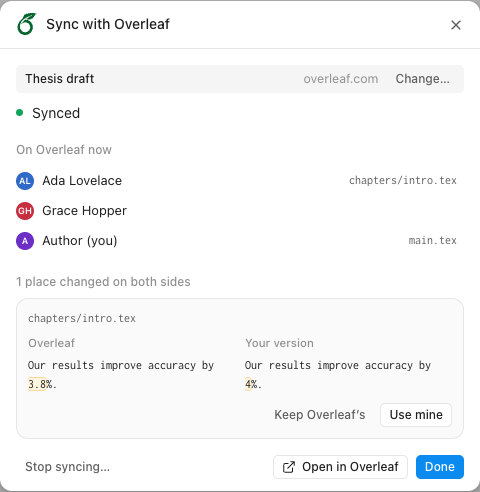 Sync with Overleaf
Thesis draft overleaf.com Change...
Synced
On Overleaf now
AL Ada Lovelace chapters/intro.tex
GH Grace Hopper
A Author (you) main.tex
1 place changed on both sides
chapters/intro.tex
Overleaf Your version
Our results improve accuracy by Our results improve accuracy by
3.8%. 4%.
Keep Overleaf's Use mine
Stop syncing... Open in Overleaf Done